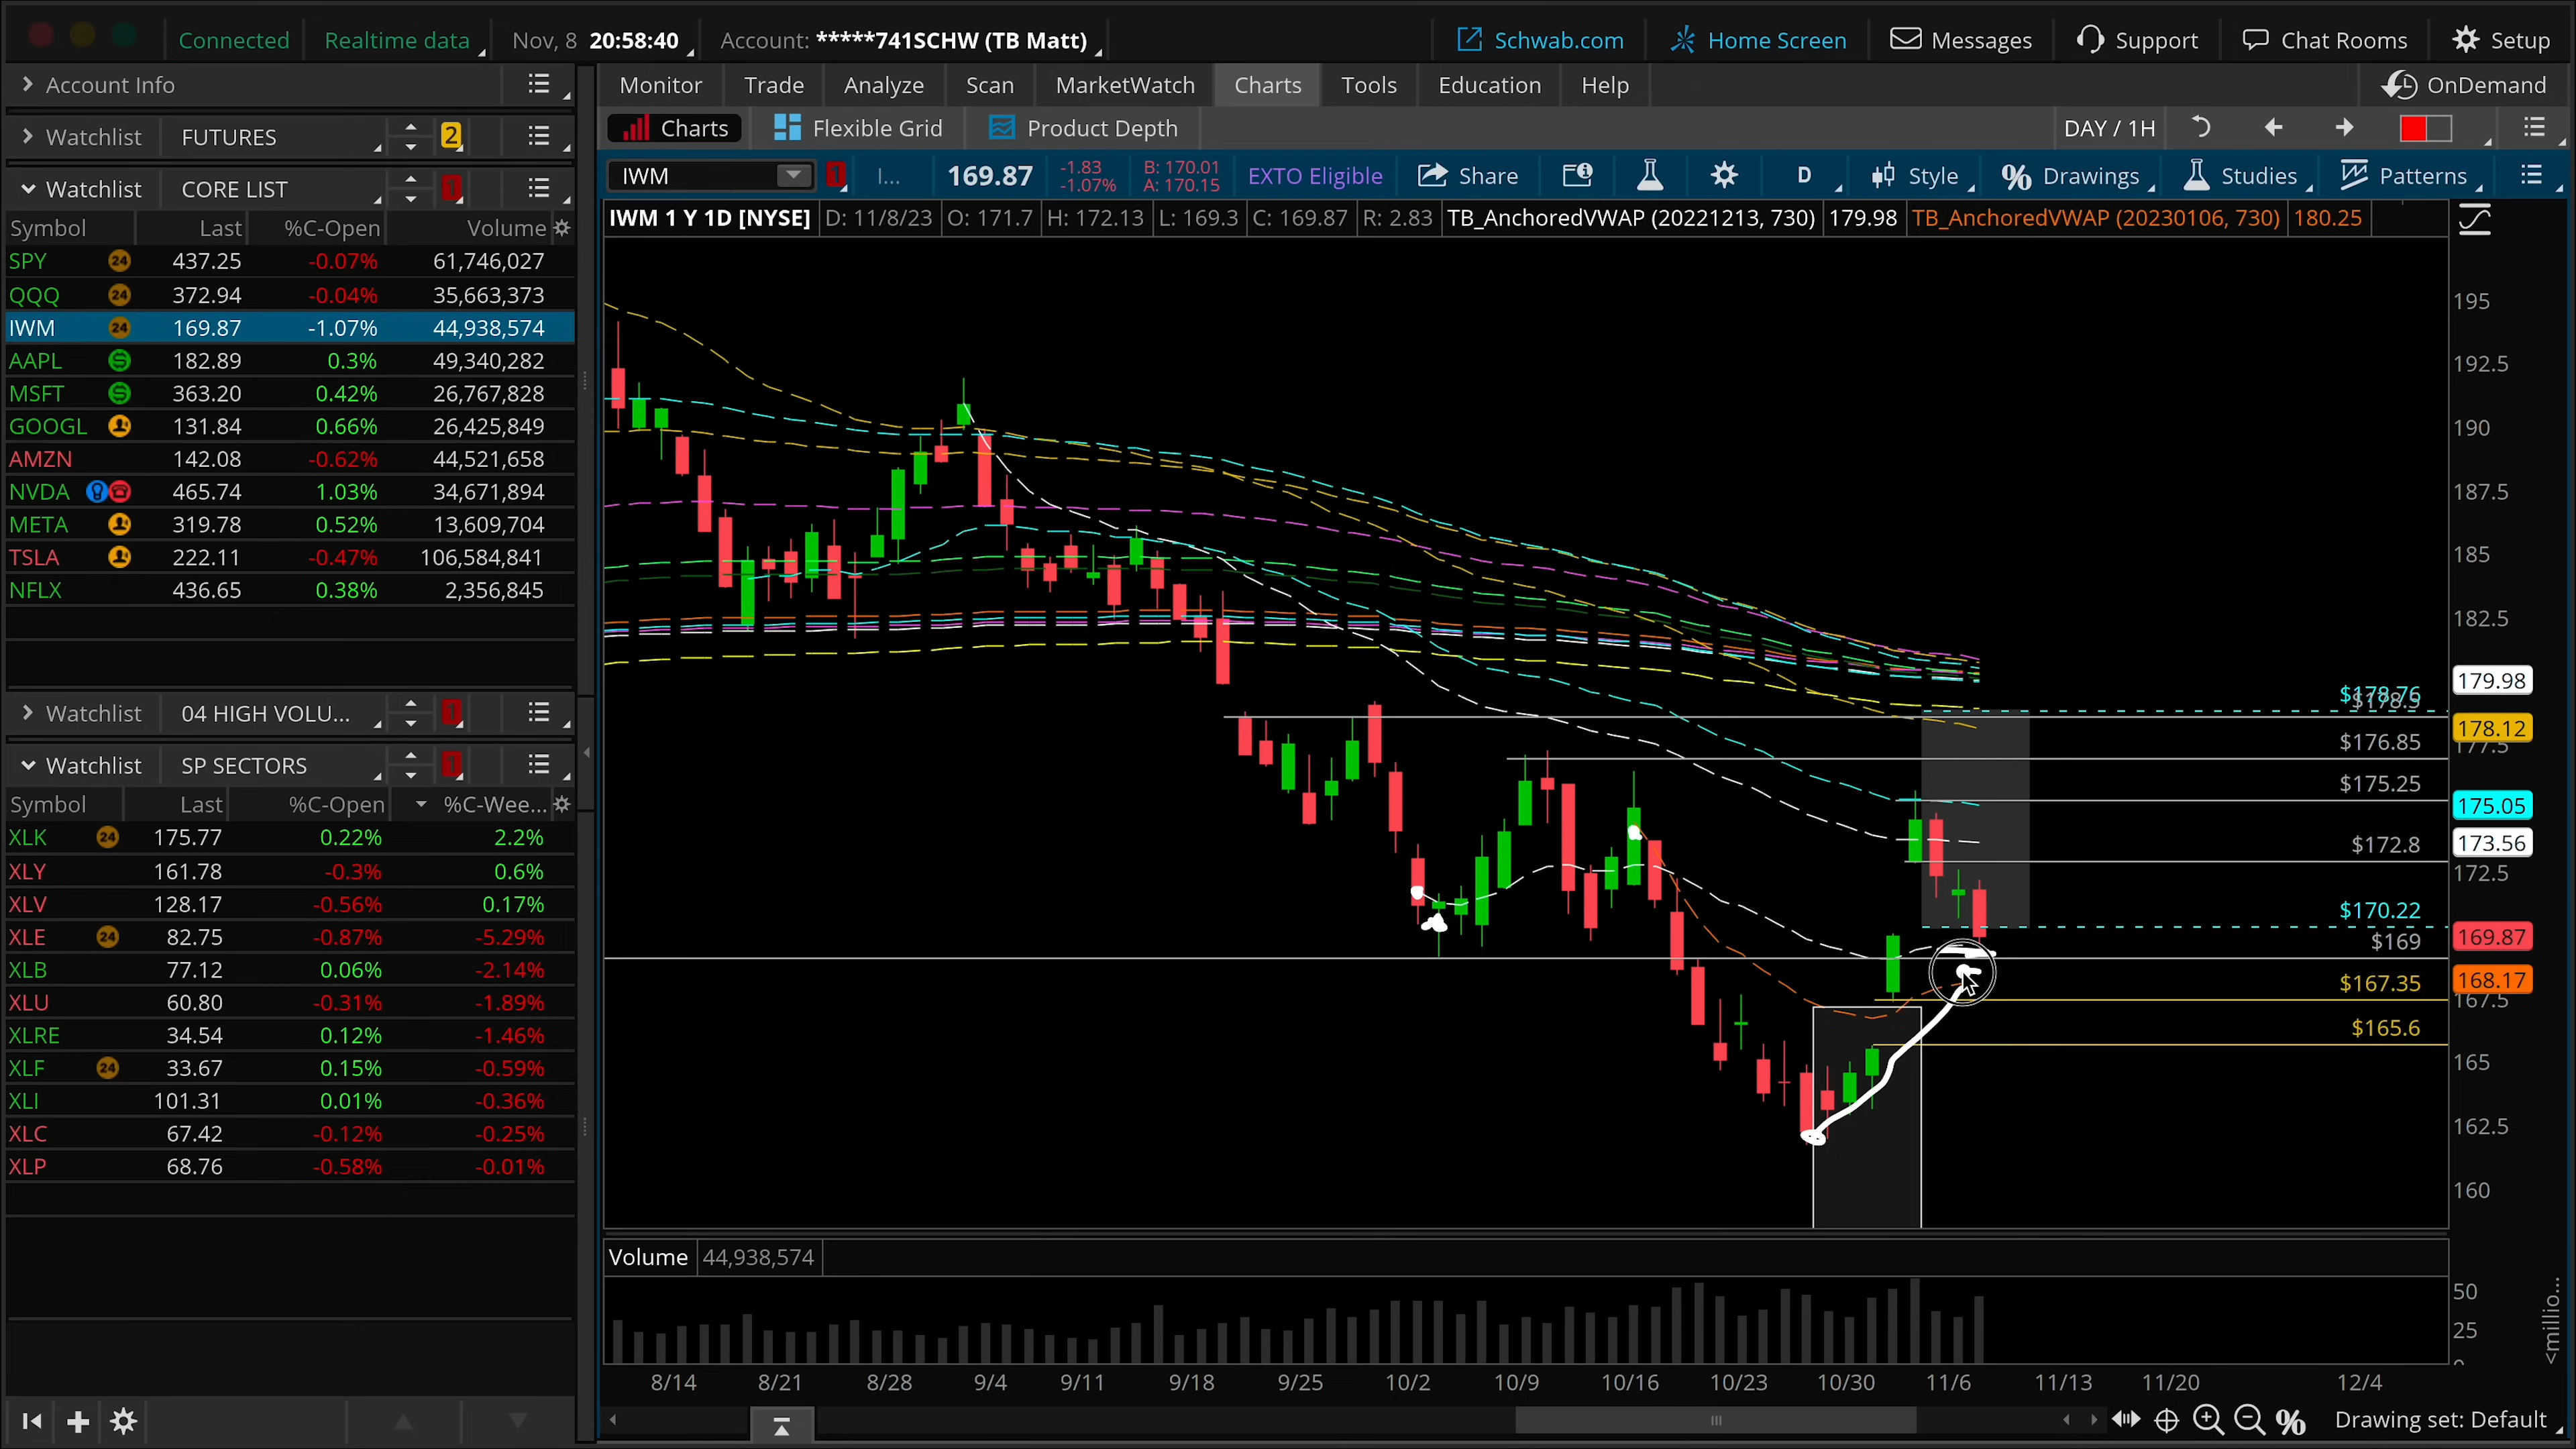 Connected Realtime data Nov, 8 20:58:40 Account: *****741SCHW (TB Matt) Schwab.com Home Screen Messages Support Chat Rooms Setup
Account Info
Monitor Trade Analyze Scan MarketWatch Charts Tools Education Help OnDemand
Watchlist FUTURES 2
Charts Flexible Grid Product Depth DAY / 1H
Watchlist CORE LIST 1
IWM 1 I... 169.87 -1.83 -1.07% B: 170.01 A: 170.15 EXTO Eligible Share D Style Drawings Studies Patterns
IWM 1 Y 1D [NYSE] D: 11/8/23 O: 171.7 H: 172.13 L: 169.3 C: 169.87 R: 2.83 TB_AnchoredVWAP (20221213, 730) 179.98 TB_AnchoredVWAP (20230106, 730) 180.25
Symbol Last %C-Open Volume
SPY 24 437.25 -0.07% 61,746,027
QQQ 24 372.94 -0.04% 35,663,373
IWM 24 169.87 -1.07% 44,938,574
AAPL 182.89 0.3% 49,340,282
MSFT 363.20 0.42% 26,767,828
GOOGL 131.84 0.66% 26,425,849
AMZN 142.08 -0.62% 44,521,658
NVDA 465.74 1.03% 34,671,894
META 319.78 0.52% 13,609,704
TSLA 222.11 -0.47% 106,584,841
NFLX 436.65 0.38% 2,356,845
Watchlist 04 HIGH VOLU... 1
Watchlist SP SECTORS 1
Symbol Last %C-Open %C-Wee...
XLK 24 175.77 0.22% 2.2%
XLY 161.78 -0.3% 0.6%
XLV 128.17 -0.56% 0.17%
XLE 24 82.75 -0.87% -5.29%
XLB 77.12 0.06% -2.14%
XLU 60.80 -0.31% -1.89%
XLRE 34.54 0.12% -1.46%
XLF 24 33.67 0.15% -0.59%
XLI 101.31 0.01% -0.36%
XLC 67.42 -0.12% -0.25%
XLP 68.76 -0.58% -0.01%
195
192.5
190
187.5
185
182.5
179.98
$178.76
178.12
177.5
$176.85
$175.25
175.05
$172.8
173.56
172.5
$170.22
169.87
$169
$167.35
168.17
167.5
$165.6
165
162.5
160
Volume 44,938,574
50
25
<millio...
8/14 8/21 8/28 9/4 9/11 9/18 9/25 10/2 10/9 10/16 10/23 10/30 11/6 11/13 11/20 12/4
Drawing set: Default